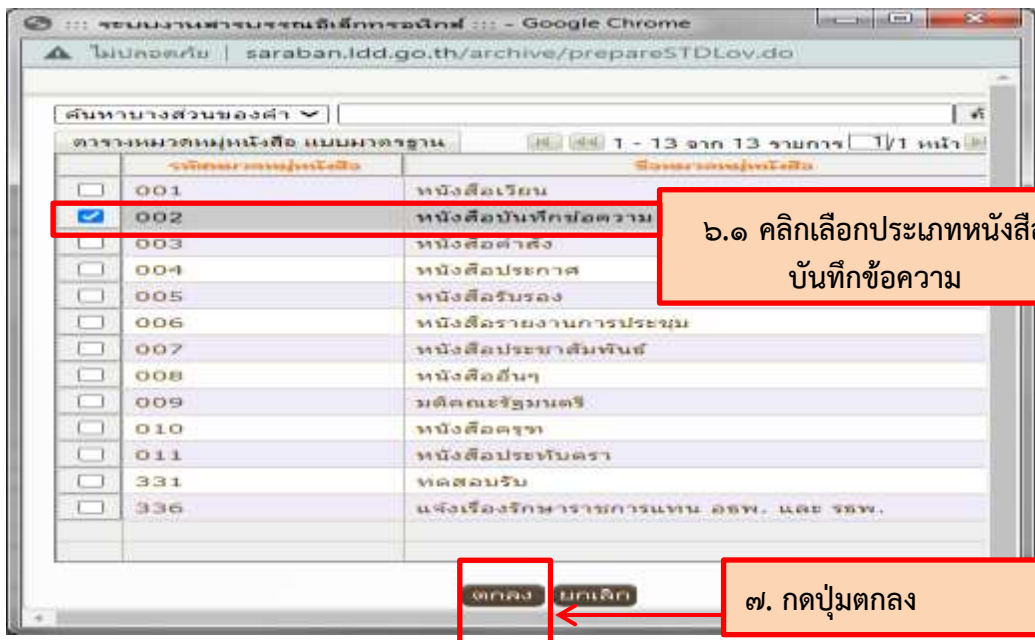 ::: ระบบงานสารบรรณอิเล็กทรอนิกส์ ::: - Google Chrome
ไม่ปลอดภัย | saraban.ldd.go.th/archive/prepareSTDLov.do
ค้นหาบางส่วนของคำ
ตารางหมวดหมู่หนังสือ แบบมาตรฐาน 1 - 13 จาก 13 รายการ 1/1 หน้า
รหัสหมวดหมู่หนังสือ ชื่อหมวดหมู่หนังสือ
001 หนังสือเวียน
002 หนังสือบันทึกข้อความ
003 หนังสือคำสั่ง
004 หนังสือประกาศ
005 หนังสือรับรอง
006 หนังสือรายงานการประชุม
007 หนังสือประชาสัมพันธ์
008 หนังสืออื่นๆ
009 มติคณะรัฐมนตรี
010 หนังสือครุฑ
011 หนังสือประทับตรา
331 ทดสอบรับ
336 แจ้งเรื่องรักษาราชการแทน อธพ. และ รธพ.
๖.๑ คลิกเลือกประเภทหนังสือ
บันทึกข้อความ
ตกลง ยกเลิก
๗. กดปุ่มตกลง